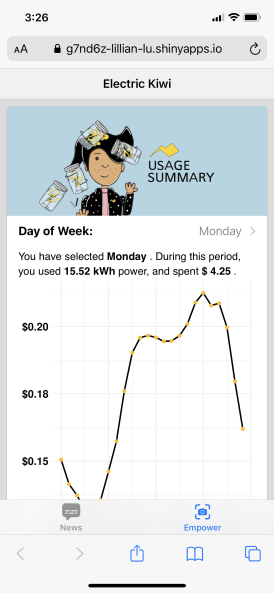 3:26
AA g7nd6z-lillian-lu.shinyapps.io
Electric Kiwi
USAGE
SUMMARY
Day of Week: Monday
You have selected Monday . During this period,
you used 15.52 kWh power, and spent $ 4.25 .
$0.20
$0.18
$0.15
News Empower